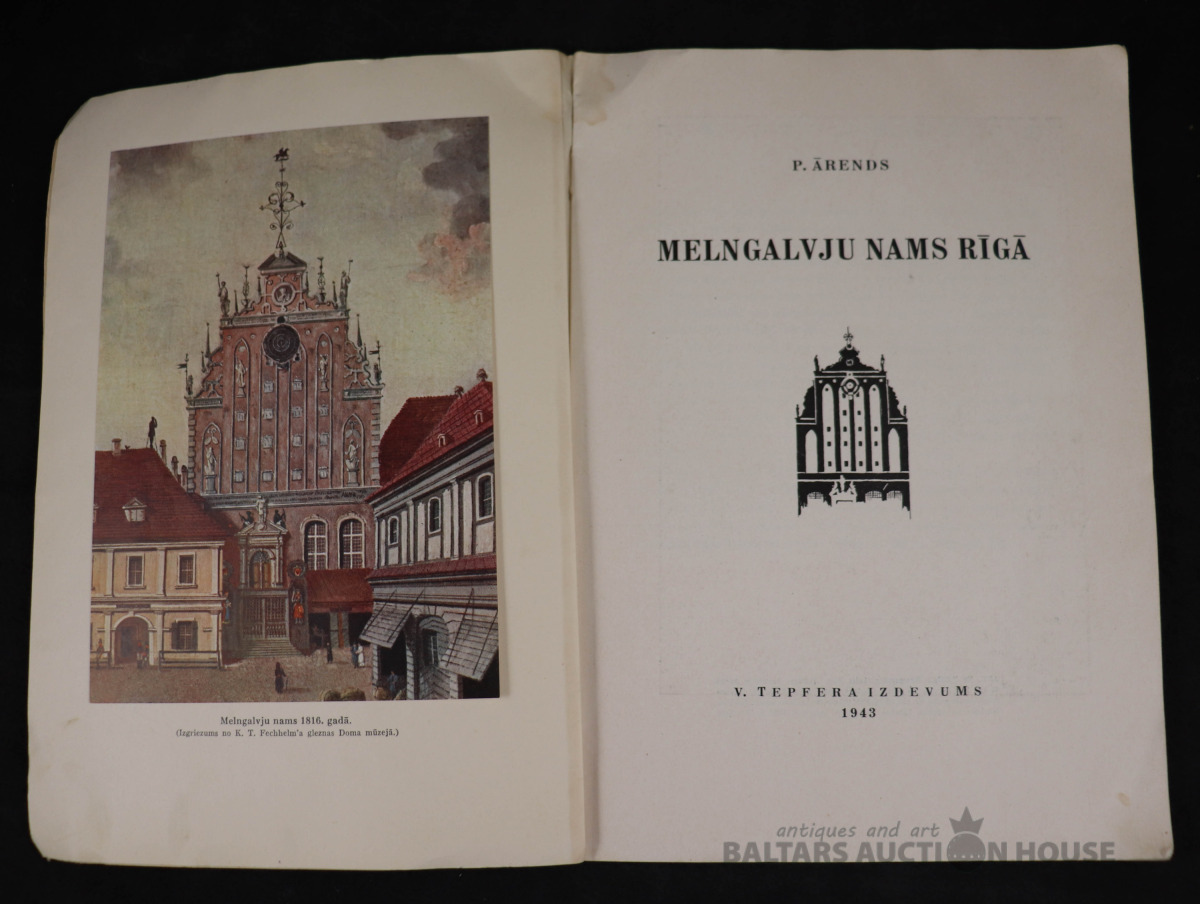 Melngalvju nams 1816. gadā.
(Izgriezums no K. T. Fechhelm'a gleznas Doma mūzejā.)
P. ĀRENDS
MELNGALVJU NAMS RĪGĀ
V. TEPFERA IZDEVUMS
1943
antiques and art
BALTARS AUCTION HOUSE